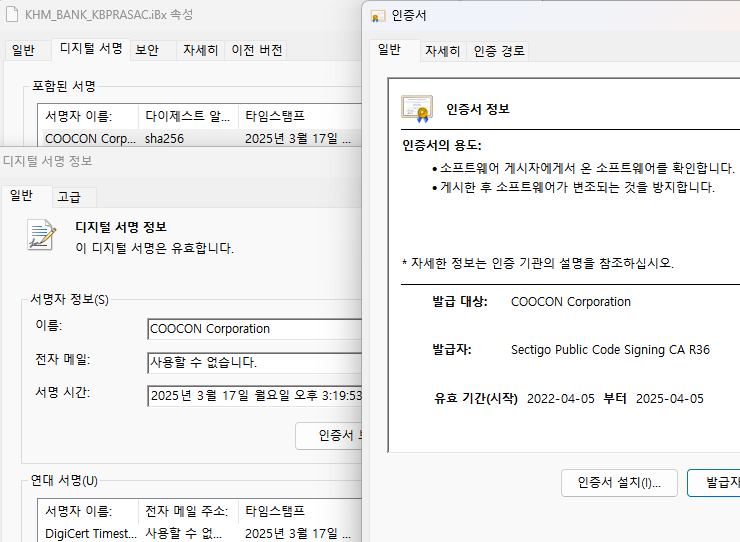 KHM_BANK_KBPRASAC.iBx 속성
일반 디지털 서명 보안 자세히 이전 버전
포함된 서명
서명자 이름: 다이제스트 알... 타임스탬프
COOCON Corp... sha256 2025년 3월 17일 ...
디지털 서명 정보
일반 고급
디지털 서명 정보
이 디지털 서명은 유효합니다.
서명자 정보(S)
이름: COOCON Corporation
전자 메일: 사용할 수 없습니다.
서명 시간: 2025년 3월 17일 월요일 오후 3:19:53
인증서
연대 서명(U)
서명자 이름: 전자 메일 주소: 타임스탬프
DigiCert Timest... 사용할 수 없... 2025년 3월 17일 ...
인증서
일반 자세히 인증 경로
인증서 정보
인증서의 용도:
• 소프트웨어 게시자에게서 온 소프트웨어를 확인합니다.
• 게시한 후 소프트웨어가 변조되는 것을 방지합니다.
* 자세한 정보는 인증 기관의 설명을 참조하십시오.
발급 대상: COOCON Corporation
발급자: Sectigo Public Code Signing CA R36
유효 기간(시작) 2022-04-05 부터 2025-04-05
인증서 설치(I)... 발급자